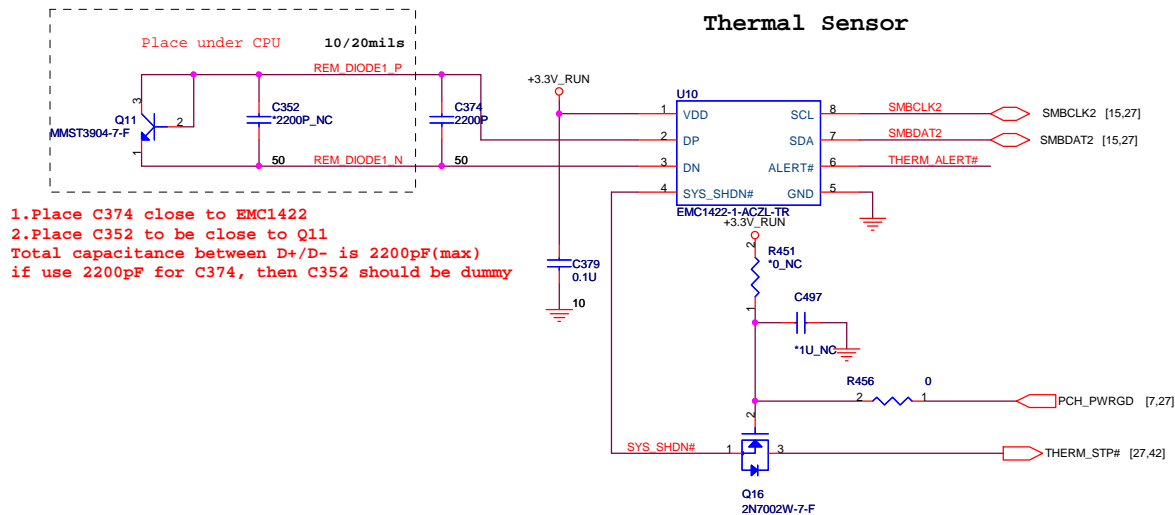 Thermal Sensor
Place under CPU 10/20mils
REM_DIODE1_P
+3.3V_RUN
U10
3
Q11
2
MMST3904-7-F
1
C352
*2200P_NC
50
C374
2200P
50
REM_DIODE1_N
1 VDD SCL 8 SMBCLK2 SMBCLK2 [15,27]
2 DP SDA 7 SMBDAT2 SMBDAT2 [15,27]
3 DN ALERT# 6 THERM_ALERT#
4 SYS_SHDN# GND 5
EMC1422-1-ACZL-TR
1.Place C374 close to EMC1422
2.Place C352 to be close to Q11
Total capacitance between D+/D- is 2200pF(max)
if use 2200pF for C374, then C352 should be dummy
C379
0.1U
10
+3.3V_RUN
2
R451
*0_NC
1
C497
*1U_NC
R456 0
2 1 PCH_PWRGD [7,27]
2
SYS_SHDN# 1 3 THERM_STP# [27,42]
Q16
2N7002W-7-F